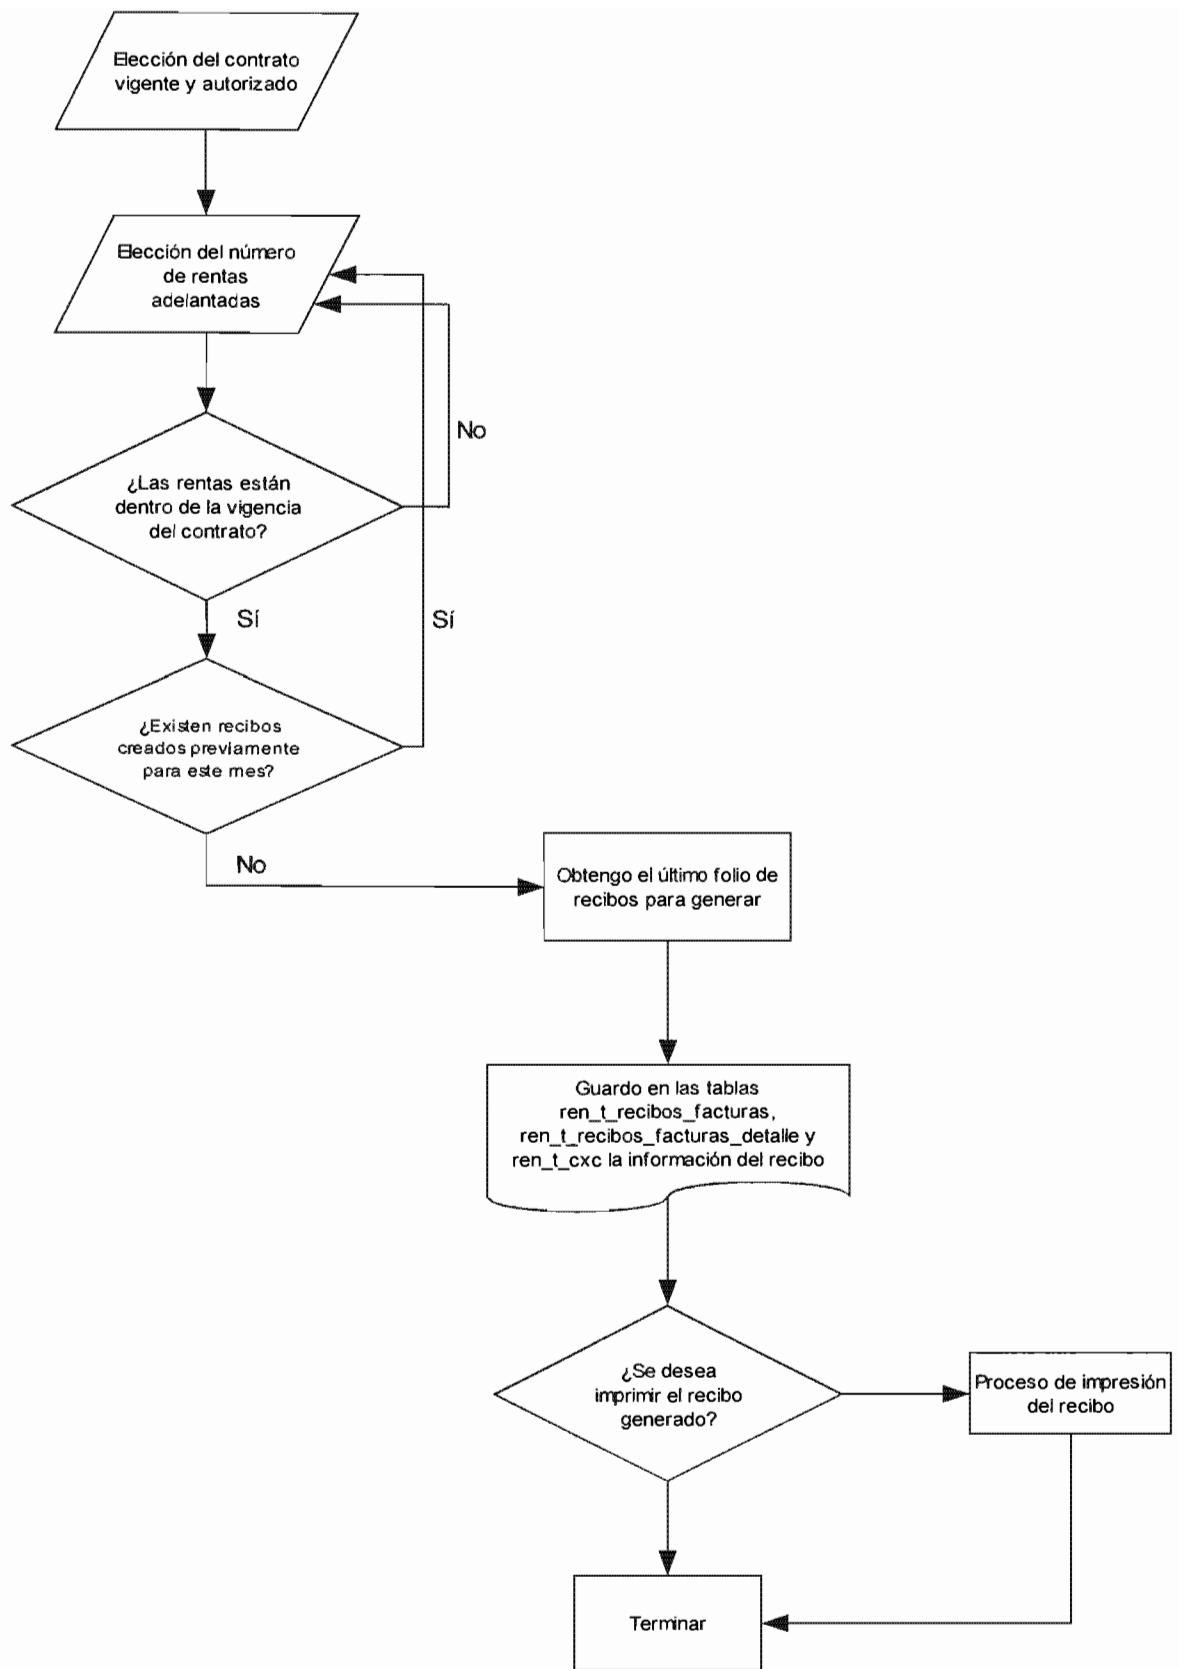 Elección del contrato
vigente y autorizado
Elección del número
de rentas
adelantadas
No
¿Las rentas están
dentro de la vigencia
del contrato?
Sí
Sí
¿Existen recibos
creados previamente
para este mes?
No
Obtengo el último folio de
recibos para generar
Guardo en las tablas
ren_t_recibos_facturas,
ren_t_recibos_facturas_detalle y
ren_t_cxc la información del recibo
¿Se desea
imprimir el recibo
generado?
Proceso de impresión
del recibo
Terminar